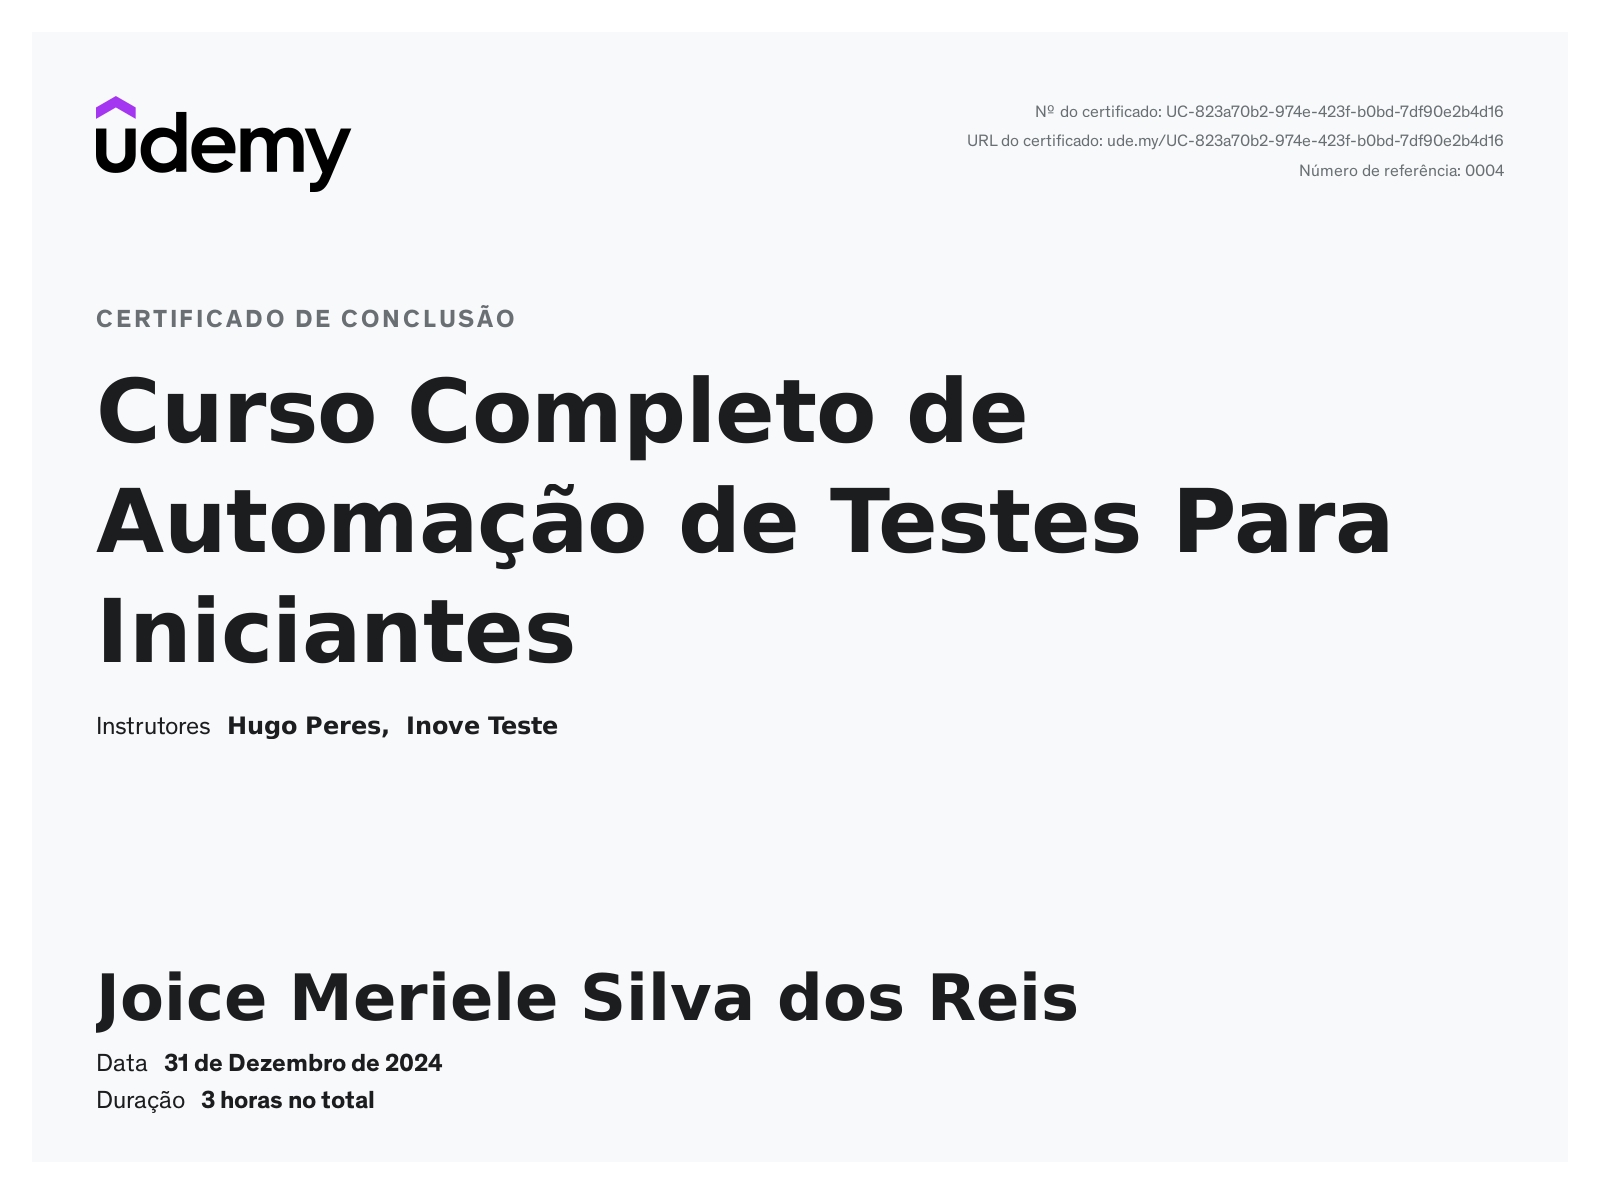 udemy
Nº do certificado: UC-823a70b2-974e-423f-b0bd-7df90e2b4d16
URL do certificado: ude.my/UC-823a70b2-974e-423f-b0bd-7df90e2b4d16
Número de referência: 0004
CERTIFICADO DE CONCLUSÃO
Curso Completo de
Automação de Testes Para
Iniciantes
Instrutores Hugo Peres, Inove Teste
Joice Meriele Silva dos Reis
Data 31 de Dezembro de 2024
Duração 3 horas no total